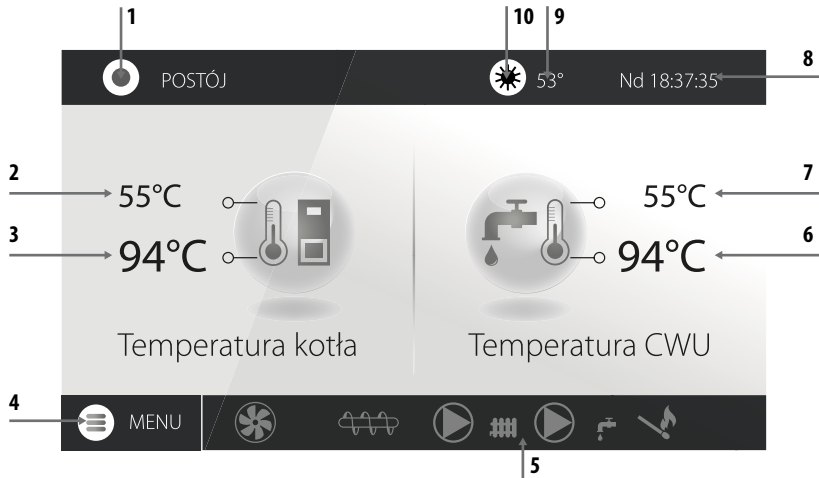 1 10 9
POSTÓJ 53° Nd 18:37:35 8
2 55°C 55°C 7
3 94°C 94°C 6
Temperatura kotła Temperatura CWU
4 MENU
5